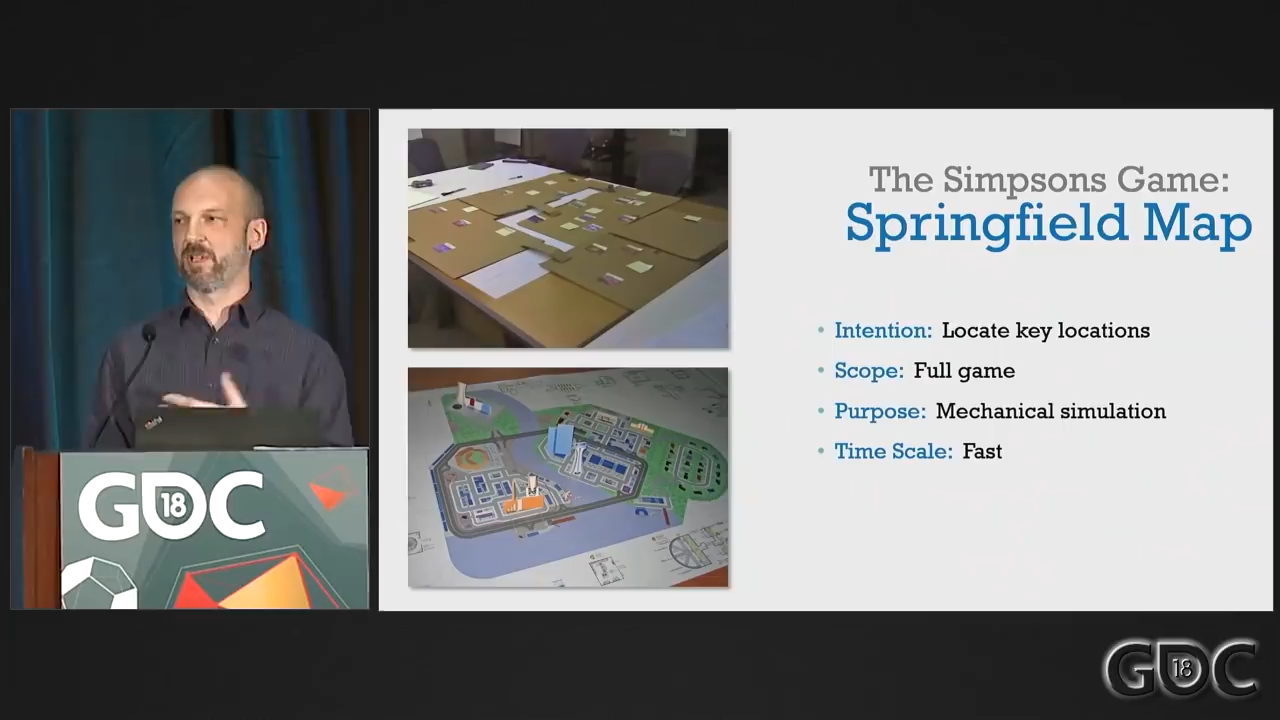 The Simpsons Game:
Springfield Map
• Intention: Locate key locations
• Scope: Full game
• Purpose: Mechanical simulation
• Time Scale: Fast
GDC
18
GDC
18